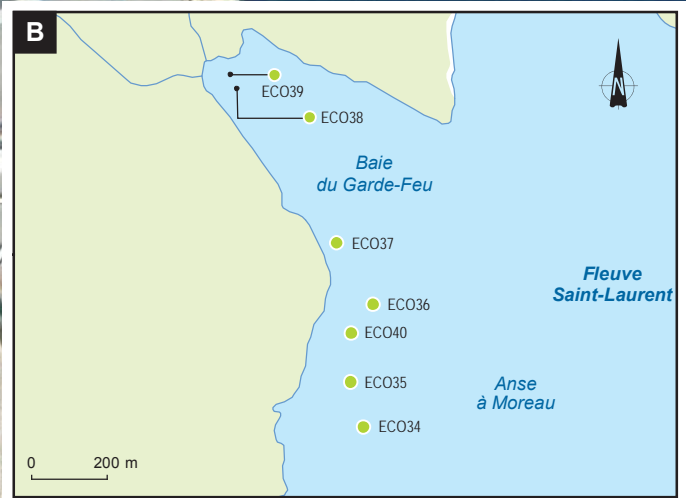 B
N
ECO39
ECO38
Baie
du Garde-Feu
ECO37
Fleuve
Saint-Laurent
ECO36
ECO40
ECO35
Anse
à Moreau
ECO34
0 200 m